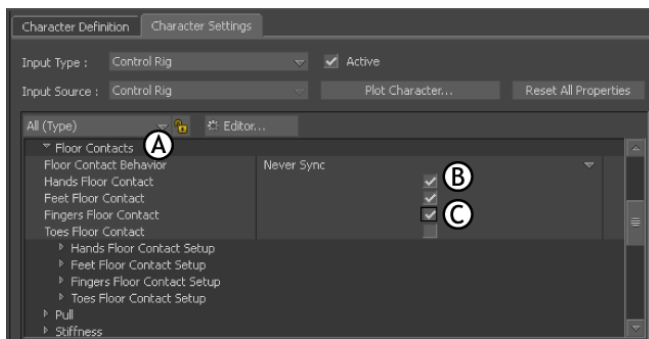 Character Definition Character Settings
Input Type : Control Rig Active
Input Source : Control Rig Plot Character... Reset All Properties
All (Type) Editor...
Floor Contacts A
Floor Contact Behavior Never Sync
Hands Floor Contact B
Feet Floor Contact
Fingers Floor Contact C
Toes Floor Contact
Hands Floor Contact Setup
Feet Floor Contact Setup
Fingers Floor Contact Setup
Toes Floor Contact Setup
Pull
Stiffness